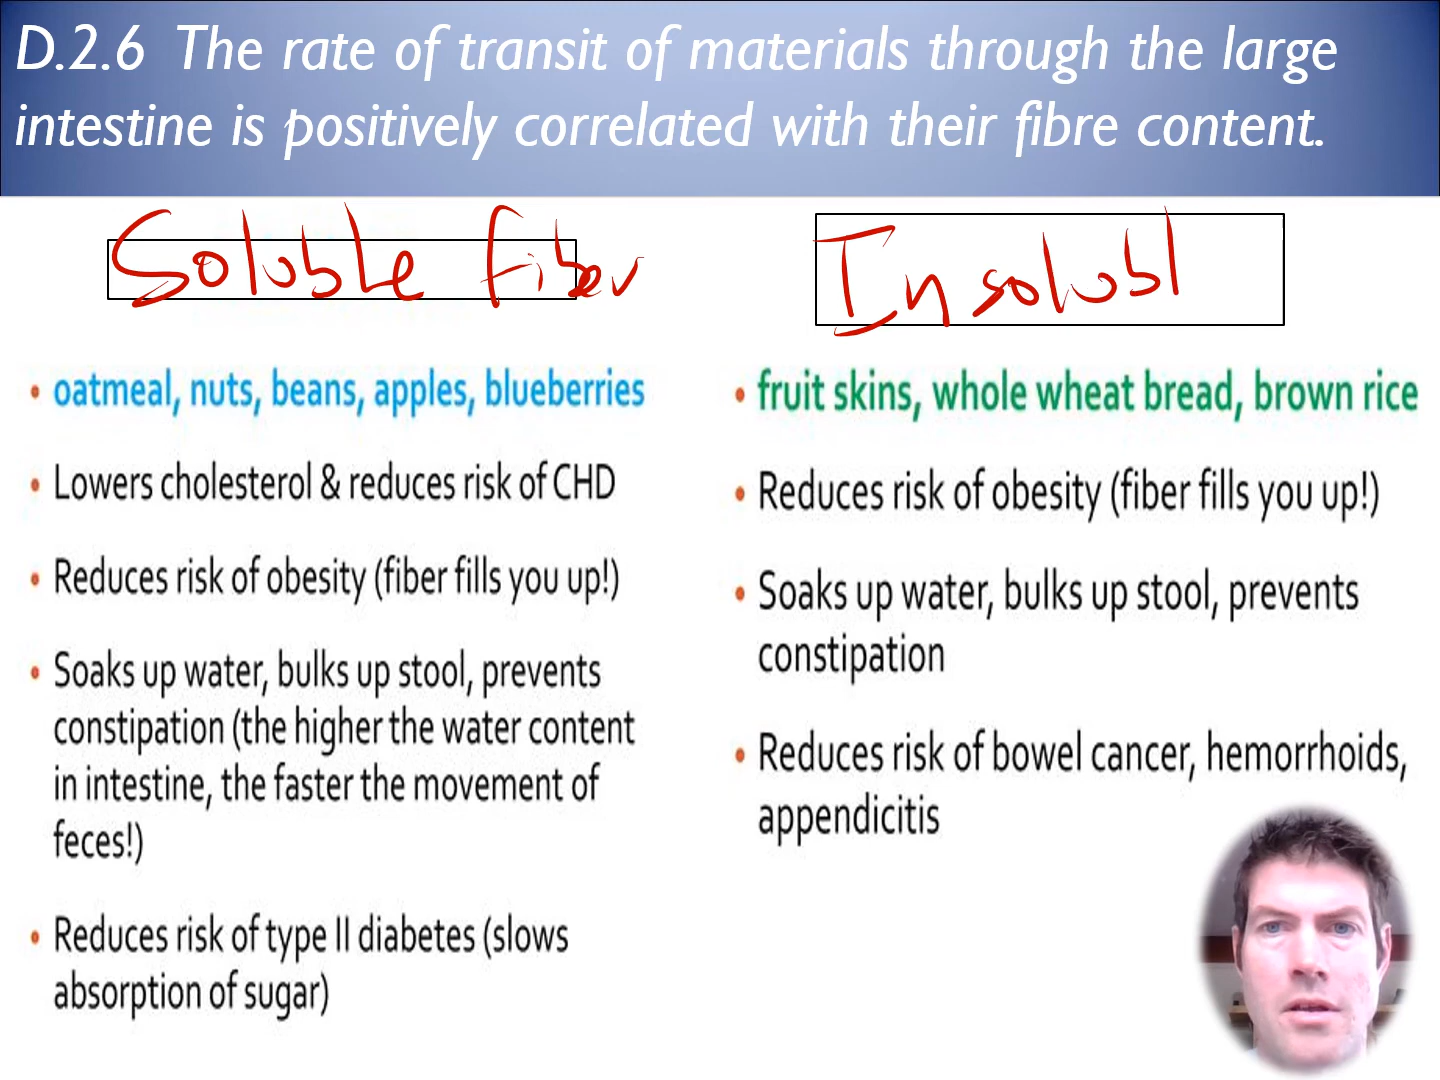 D.2.6 The rate of transit of materials through the large
intestine is positively correlated with their fibre content.
Soluble fiber
• oatmeal, nuts, beans, apples, blueberries
• Lowers cholesterol & reduces risk of CHD
• Reduces risk of obesity (fiber fills you up!)
• Soaks up water, bulks up stool, prevents
constipation (the higher the water content
in intestine, the faster the movement of
feces!)
• Reduces risk of type II diabetes (slows
absorption of sugar)
Insolubl
• fruit skins, whole wheat bread, brown rice
• Reduces risk of obesity (fiber fills you up!)
• Soaks up water, bulks up stool, prevents
constipation
• Reduces risk of bowel cancer, hemorrhoids,
appendicitis